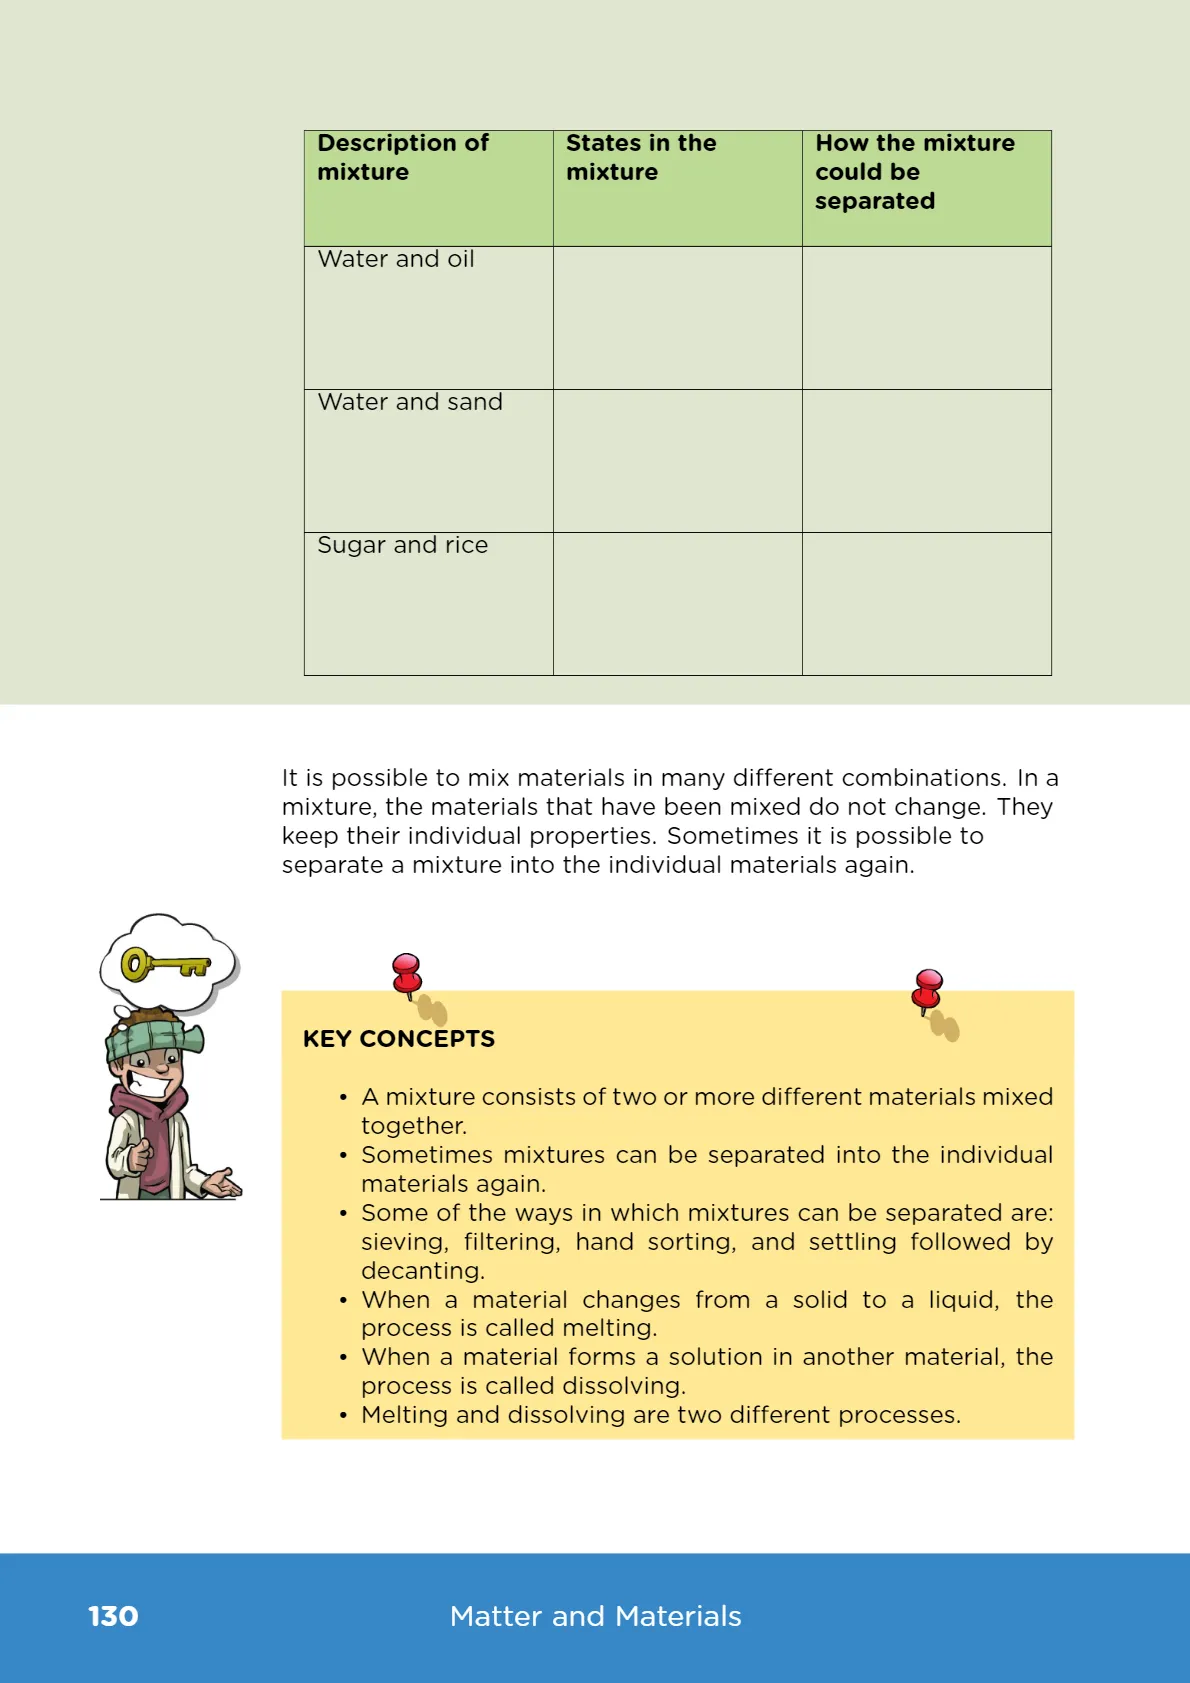 Description of mixture
States in the mixture
How the mixture could be separated
Water and oil
Water and sand
Sugar and rice
It is possible to mix materials in many different combinations. In a
mixture, the materials that have been mixed do not change. They
keep their individual properties. Sometimes it is possible to
separate a mixture into the individual materials again.
KEY CONCEPTS
• A mixture consists of two or more different materials mixed
together.
• Sometimes mixtures can be separated into the individual
materials again.
• Some of the ways in which mixtures can be separated are:
sieving, filtering, hand sorting, and settling followed by
decanting.
• When a material changes from a solid to a liquid, the
process is called melting.
• When a material forms a solution in another material, the
process is called dissolving.
• Melting and dissolving are two different processes.
130
Matter and Materials